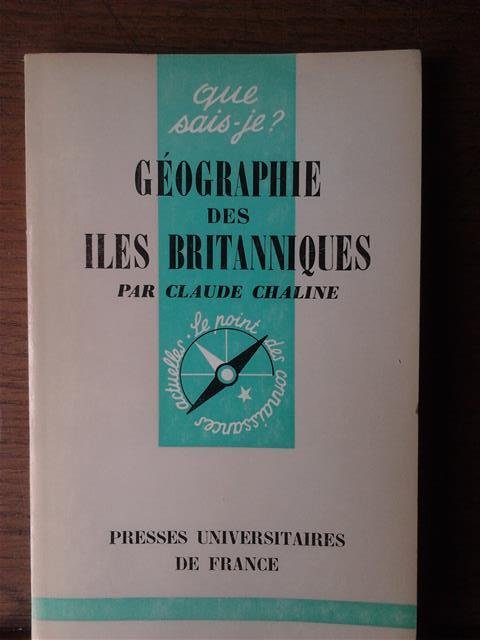 que
sais-je?
GÉOGRAPHIE
DES
ILES BRITANNIQUES
PAR CLAUDE CHALINE
Le point des connaissances actuelles
PRESSES UNIVERSITAIRES
DE FRANCE